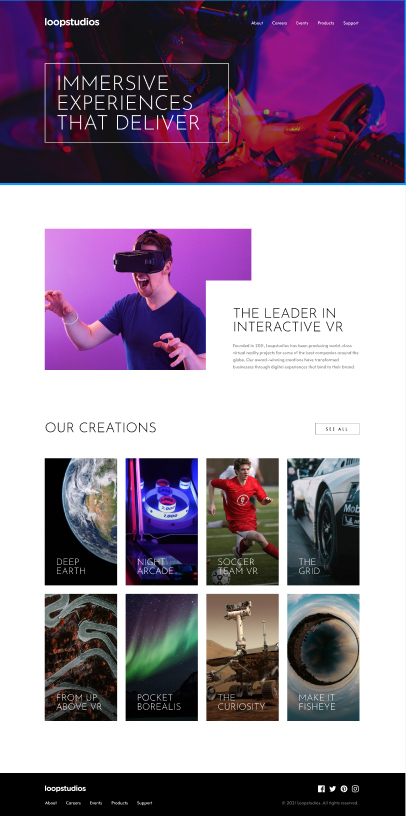 loopstudios
About Careers Events Products Support
IMMERSIVE
EXPERIENCES
THAT DELIVER
THE LEADER IN
INTERACTIVE VR
Founded in 2011, Loopstudios has been producing world-class
virtual reality projects for some of the best companies around the
globe. Our award-winning creations have transformed
businesses through digital experiences that bind to their brand.
OUR CREATIONS
SEE ALL
DEEP
EARTH
NIGHT
ARCADE
SOCCER
TEAM VR
THE
GRID
FROM UP
ABOVE VR
POCKET
BOREALIS
THE
CURIOSITY
MAKE IT
FISHEYE
loopstudios
About Careers Events Products Support
© 2021 Loopstudios. All rights reserved.